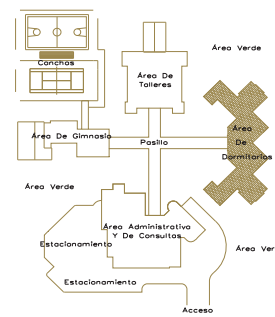 Área Verde
Conchas
Área De
Talleres
Área De Gimnasio
Pasillo
Área
De
Dormitorios
Área Verde
Área Administrativa
Y De Consultas
Estacionamiento
Área Ver
Estacionamiento
Acceso